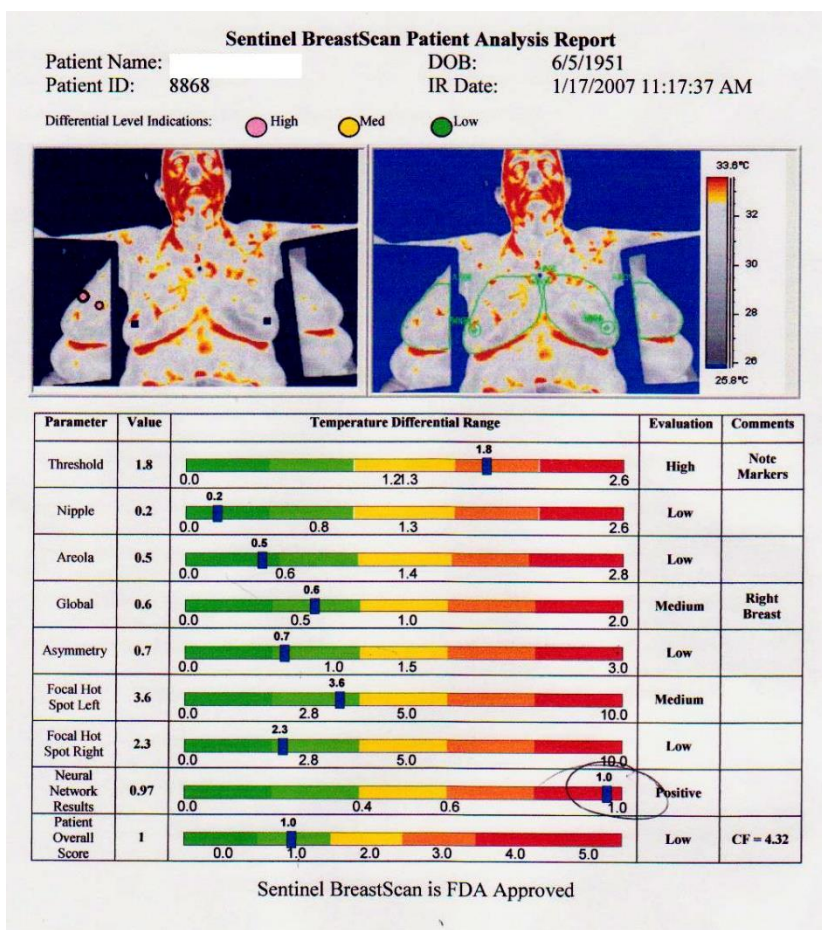 Sentinel BreastScan Patient Analysis Report
Patient Name: DOB: 6/5/1951
Patient ID: 8868 IR Date: 1/17/2007 11:17:37 AM
Differential Level Indications: High Med Low
33.6°C
32
30
28
26
25.8°C
Parameter Value Temperature Differential Range Evaluation Comments
1.8
Threshold 1.8 High Note Markers
0.0 1.2 1.3 2.6
0.2
Nipple 0.2 Low
0.0 0.8 1.3 2.6
0.5
Areola 0.5 Low
0.0 0.6 1.4 2.8
0.6
Global 0.6 Medium Right Breast
0.0 0.5 1.0 2.0
0.7
Asymmetry 0.7 Low
0.0 1.0 1.5 3.0
3.6
Focal Hot Spot Left 3.6 Medium
0.0 2.8 5.0 10.0
2.3
Focal Hot Spot Right 2.3 Low
0.0 2.8 5.0 10.0
1.0
Neural Network Results 0.97 Positive
0.0 0.4 0.6 1.0
1.0
Patient Overall Score 1 Low CF = 4.32
0.0 1.0 2.0 3.0 4.0 5.0
Sentinel BreastScan is FDA Approved